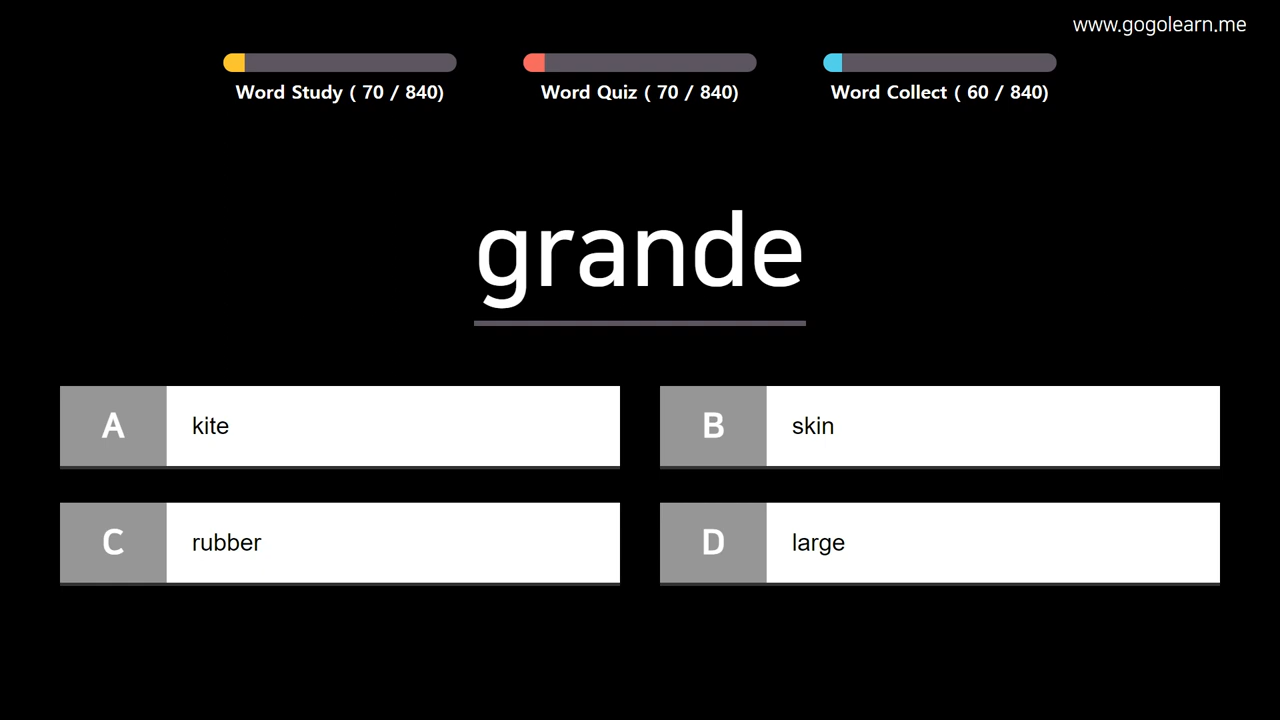 www.gogolearn.me
Word Study ( 70 / 840)
Word Quiz ( 70 / 840)
Word Collect ( 60 / 840)
grande
A kite
B skin
C rubber
D large